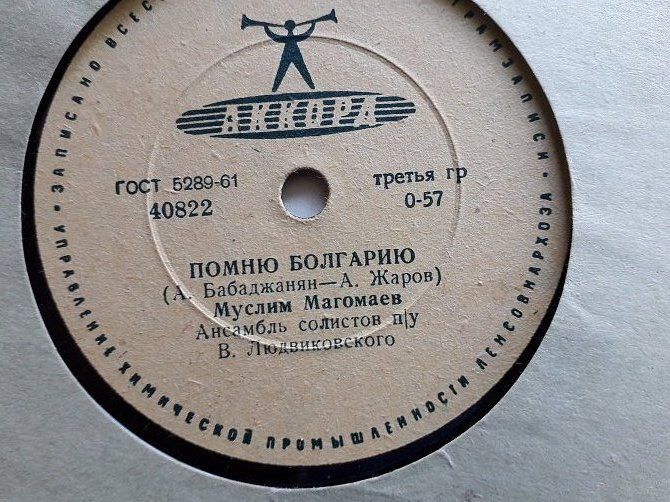 АККОРД
ГОСТ 5289-61
40822
третья гр
0-57
ПОМНЮ БОЛГАРИЮ
(А. Бабаджанян—А. Жаров)
Муслим Магомаев
Ансамбль солистов п/у
В. Людвиковского
• ЗАПИСАНО ВСЕС
ГРАМЗАПИСИ •
УПРАВЛЕНИЕ ХИМИЧЕСКОЙ ПРОМЫШЛЕННОСТИ ЛЕНСОВНАРХОЗА